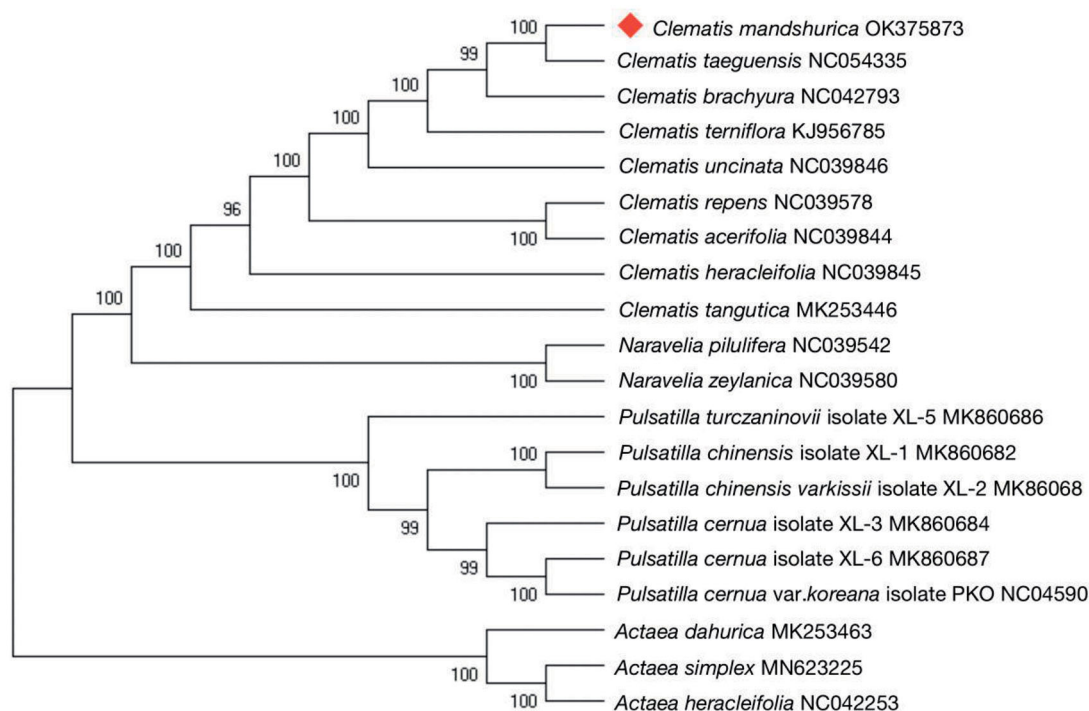 100
Clematis mandshurica OK375873
99
Clematis taeguensis NC054335
100
Clematis brachyura NC042793
100
Clematis terniflora KJ956785
100
Clematis uncinata NC039846
96
Clematis repens NC039578
100
Clematis acerifolia NC039844
100
Clematis heracleifolia NC039845
100
Clematis tangutica MK253446
Naravelia pilulifera NC039542
100
Naravelia zeylanica NC039580
Pulsatilla turczaninovii isolate XL-5 MK860686
100
Pulsatilla chinensis isolate XL-1 MK860682
100
Pulsatilla chinensis varkissii isolate XL-2 MK86068
99
Pulsatilla cernua isolate XL-3 MK860684
99
Pulsatilla cernua isolate XL-6 MK860687
100
Pulsatilla cernua var.koreana isolate PKO NC04590
Actaea dahurica MK253463
100
Actaea simplex MN623225
100
Actaea heracleifolia NC042253